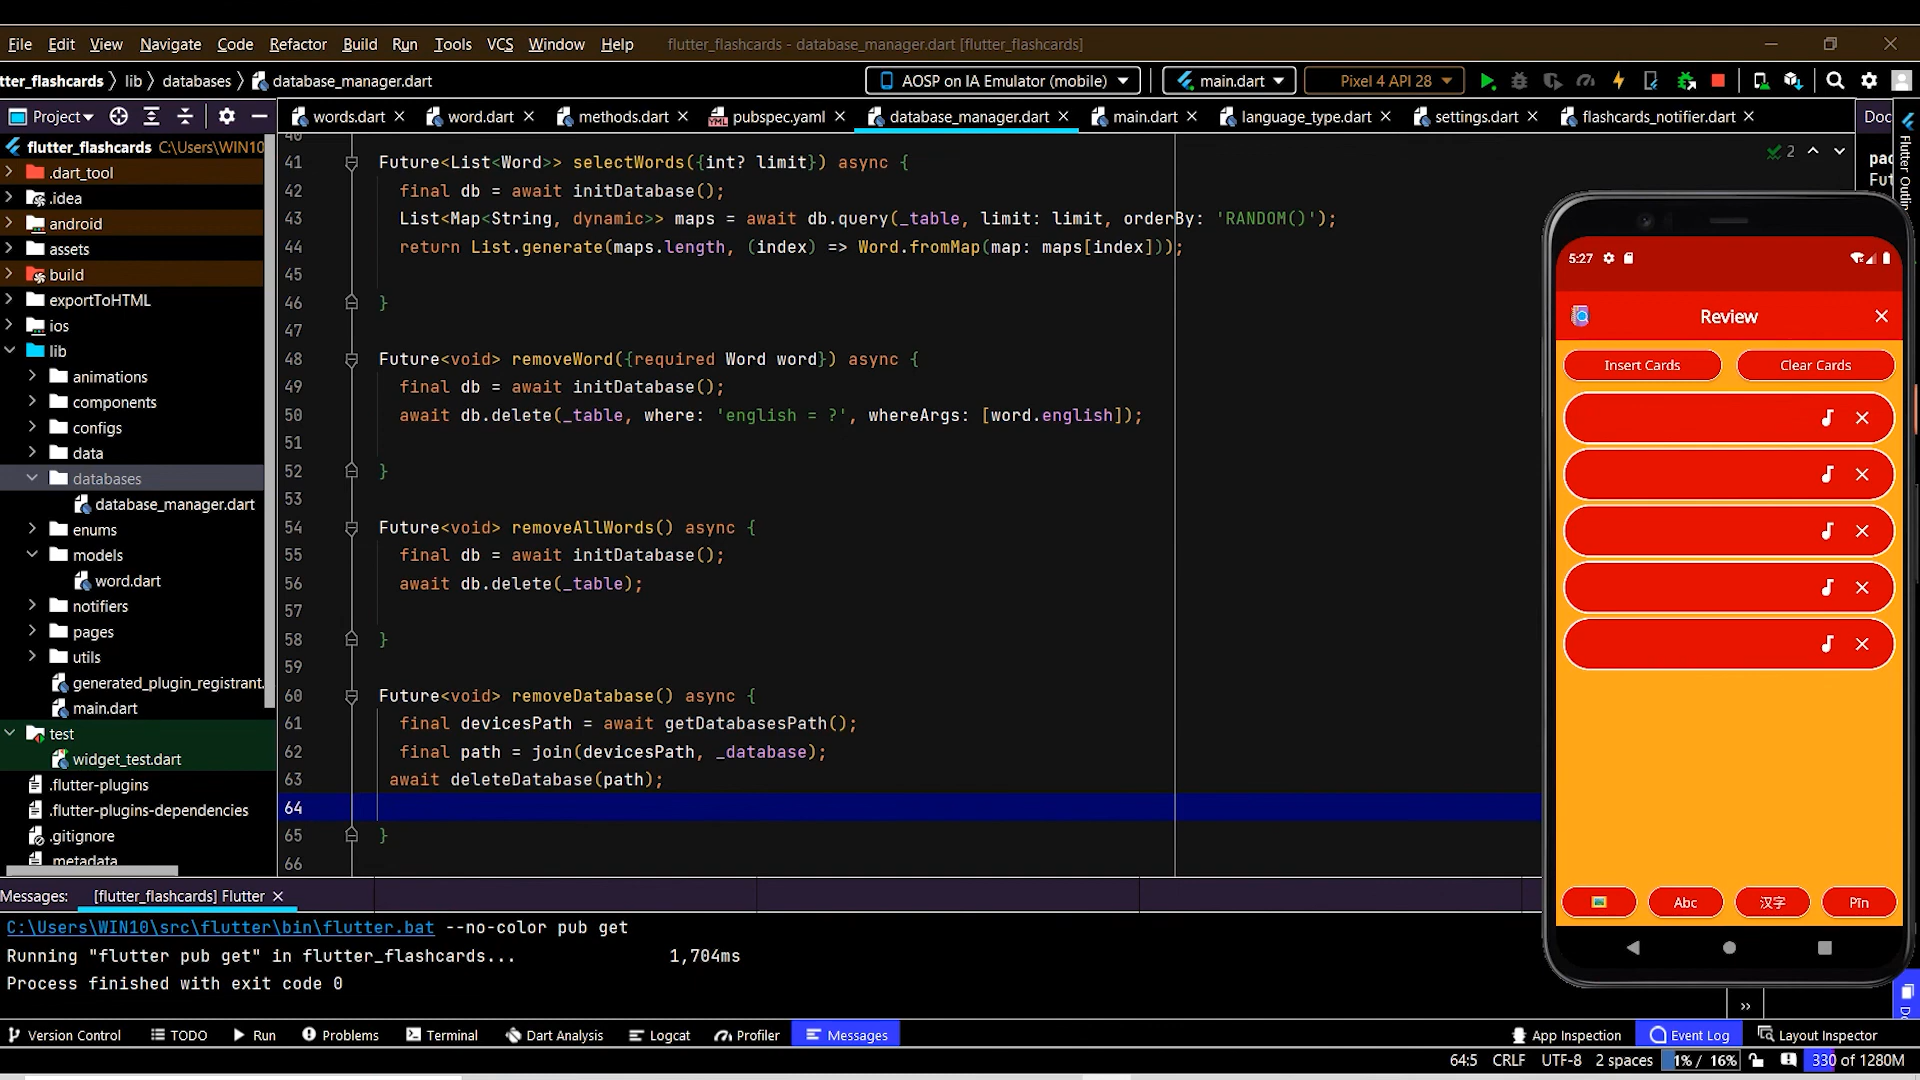 File Edit View Navigate Code Refactor Build Run Tools VCS Window Help flutter_flashcards - database_manager.dart [flutter_flashcards]
tter_flashcards lib databases database_manager.dart AOSP on IA Emulator (mobile) main.dart Pixel 4 API 28
Project words.dart word.dart methods.dart pubspec.yaml database_manager.dart main.dart language_type.dart settings.dart flashcards_notifier.dart Doc
flutter_flashcards C:\Users\WIN10
.dart_tool
.idea
android
assets
build
exportToHTML
ios
lib
animations
components
configs
data
databases
database_manager.dart
enums
models
word.dart
notifiers
pages
utils
generated_plugin_registrant.
main.dart
test
widget_test.dart
.flutter-plugins
.flutter-plugins-dependencies
.gitignore
.metadata
40
41 Future<List<Word>> selectWords({int? limit}) async {
42 final db = await initDatabase();
43 List<Map<String, dynamic>> maps = await db.query(_table, limit: limit, orderBy: 'RANDOM()');
44 return List.generate(maps.length, (index) => Word.fromMap(map: maps[index]));
45
46 }
47
48 Future<void> removeWord({required Word word}) async {
49 final db = await initDatabase();
50 await db.delete(_table, where: 'english = ?', whereArgs: [word.english]);
51
52 }
53
54 Future<void> removeAllWords() async {
55 final db = await initDatabase();
56 await db.delete(_table);
57
58 }
59
60 Future<void> removeDatabase() async {
61 final devicesPath = await getDatabasesPath();
62 final path = join(devicesPath, _database);
63 await deleteDatabase(path);
64
65 }
66
2
pac
Fut
Flutter Outline
5:27
Review
Insert Cards Clear Cards
Abc 汉字 Pīn
Messages: [flutter_flashcards] Flutter
C:\Users\WIN10\src\flutter\bin\flutter.bat --no-color pub get
Running "flutter pub get" in flutter_flashcards... 1,704ms
Process finished with exit code 0
Version Control TODO Run Problems Terminal Dart Analysis Logcat Profiler Messages App Inspection Event Log Layout Inspector
64:5 CRLF UTF-8 2 spaces 1% / 16% 330 of 1280M